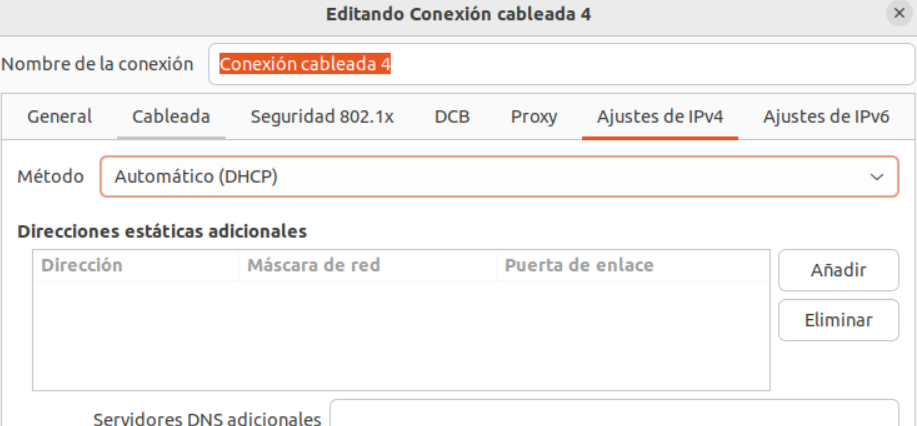 Editando Conexión cableada 4
Nombre de la conexión Conexión cableada 4
General Cableada Seguridad 802.1x DCB Proxy Ajustes de IPv4 Ajustes de IPv6
Método Automático (DHCP)
Direcciones estáticas adicionales
Dirección Máscara de red Puerta de enlace Añadir
Eliminar
Servidores DNS adicionales